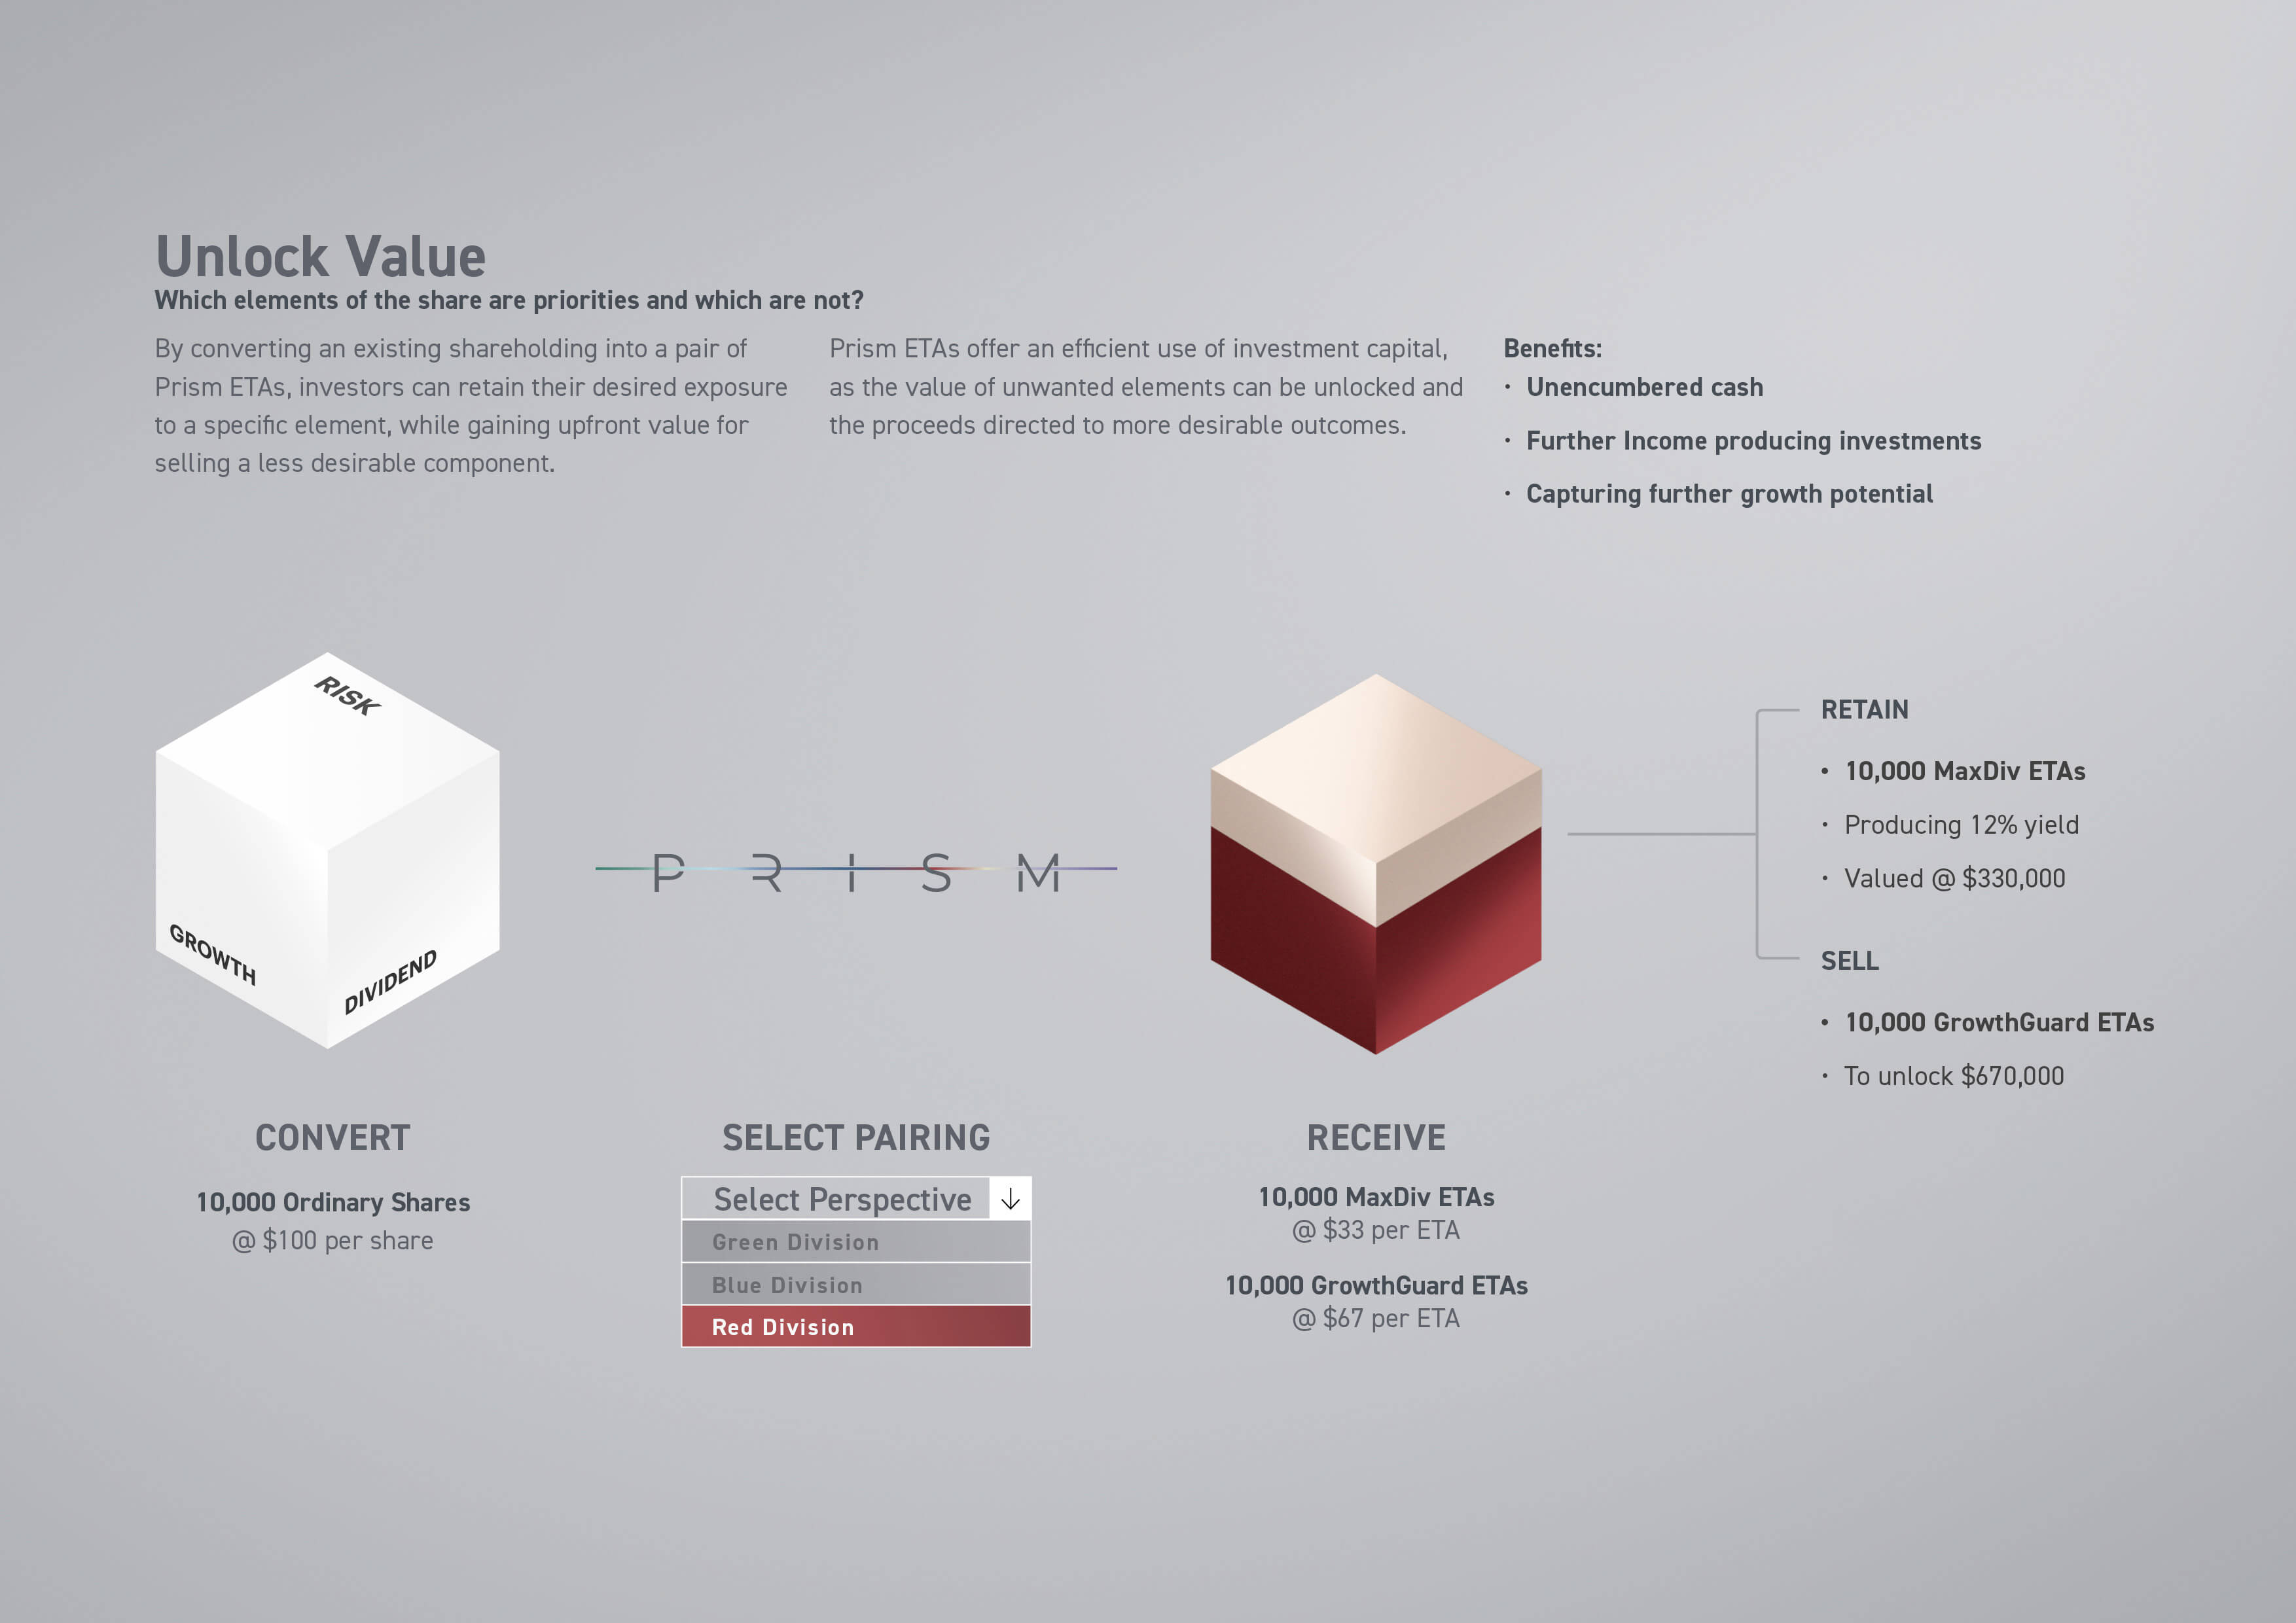 Unlock Value
Which elements of the share are priorities and which are not?
By converting an existing shareholding into a pair of
Prism ETAs, investors can retain their desired exposure
to a specific element, while gaining upfront value for
selling a less desirable component.
Prism ETAs offer an efficient use of investment capital,
as the value of unwanted elements can be unlocked and
the proceeds directed to more desirable outcomes.
Benefits:
· Unencumbered cash
· Further Income producing investments
· Capturing further growth potential
RISK
GROWTH
DIVIDEND
PRISM
CONVERT
10,000 Ordinary Shares
@ $100 per share
SELECT PAIRING
Select Perspective ↓
Green Division
Blue Division
Red Division
RECEIVE
10,000 MaxDiv ETAs
@ $33 per ETA
10,000 GrowthGuard ETAs
@ $67 per ETA
RETAIN
• 10,000 MaxDiv ETAs
· Producing 12% yield
· Valued @ $330,000
SELL
• 10,000 GrowthGuard ETAs
· To unlock $670,000